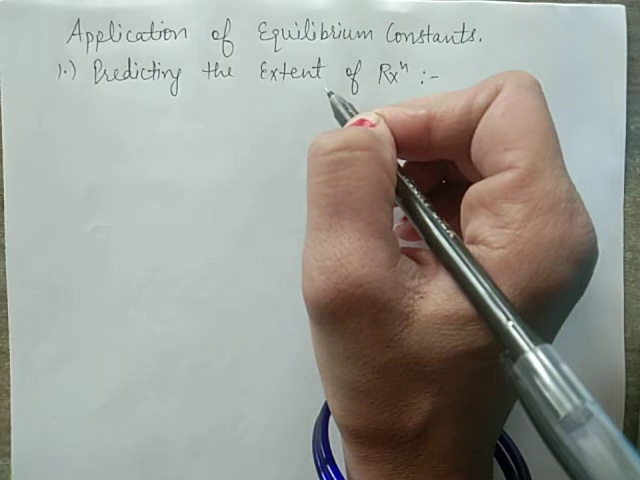 Application of Equilibrium Constants.
1.) Predicting the Extent of Rxⁿ :-